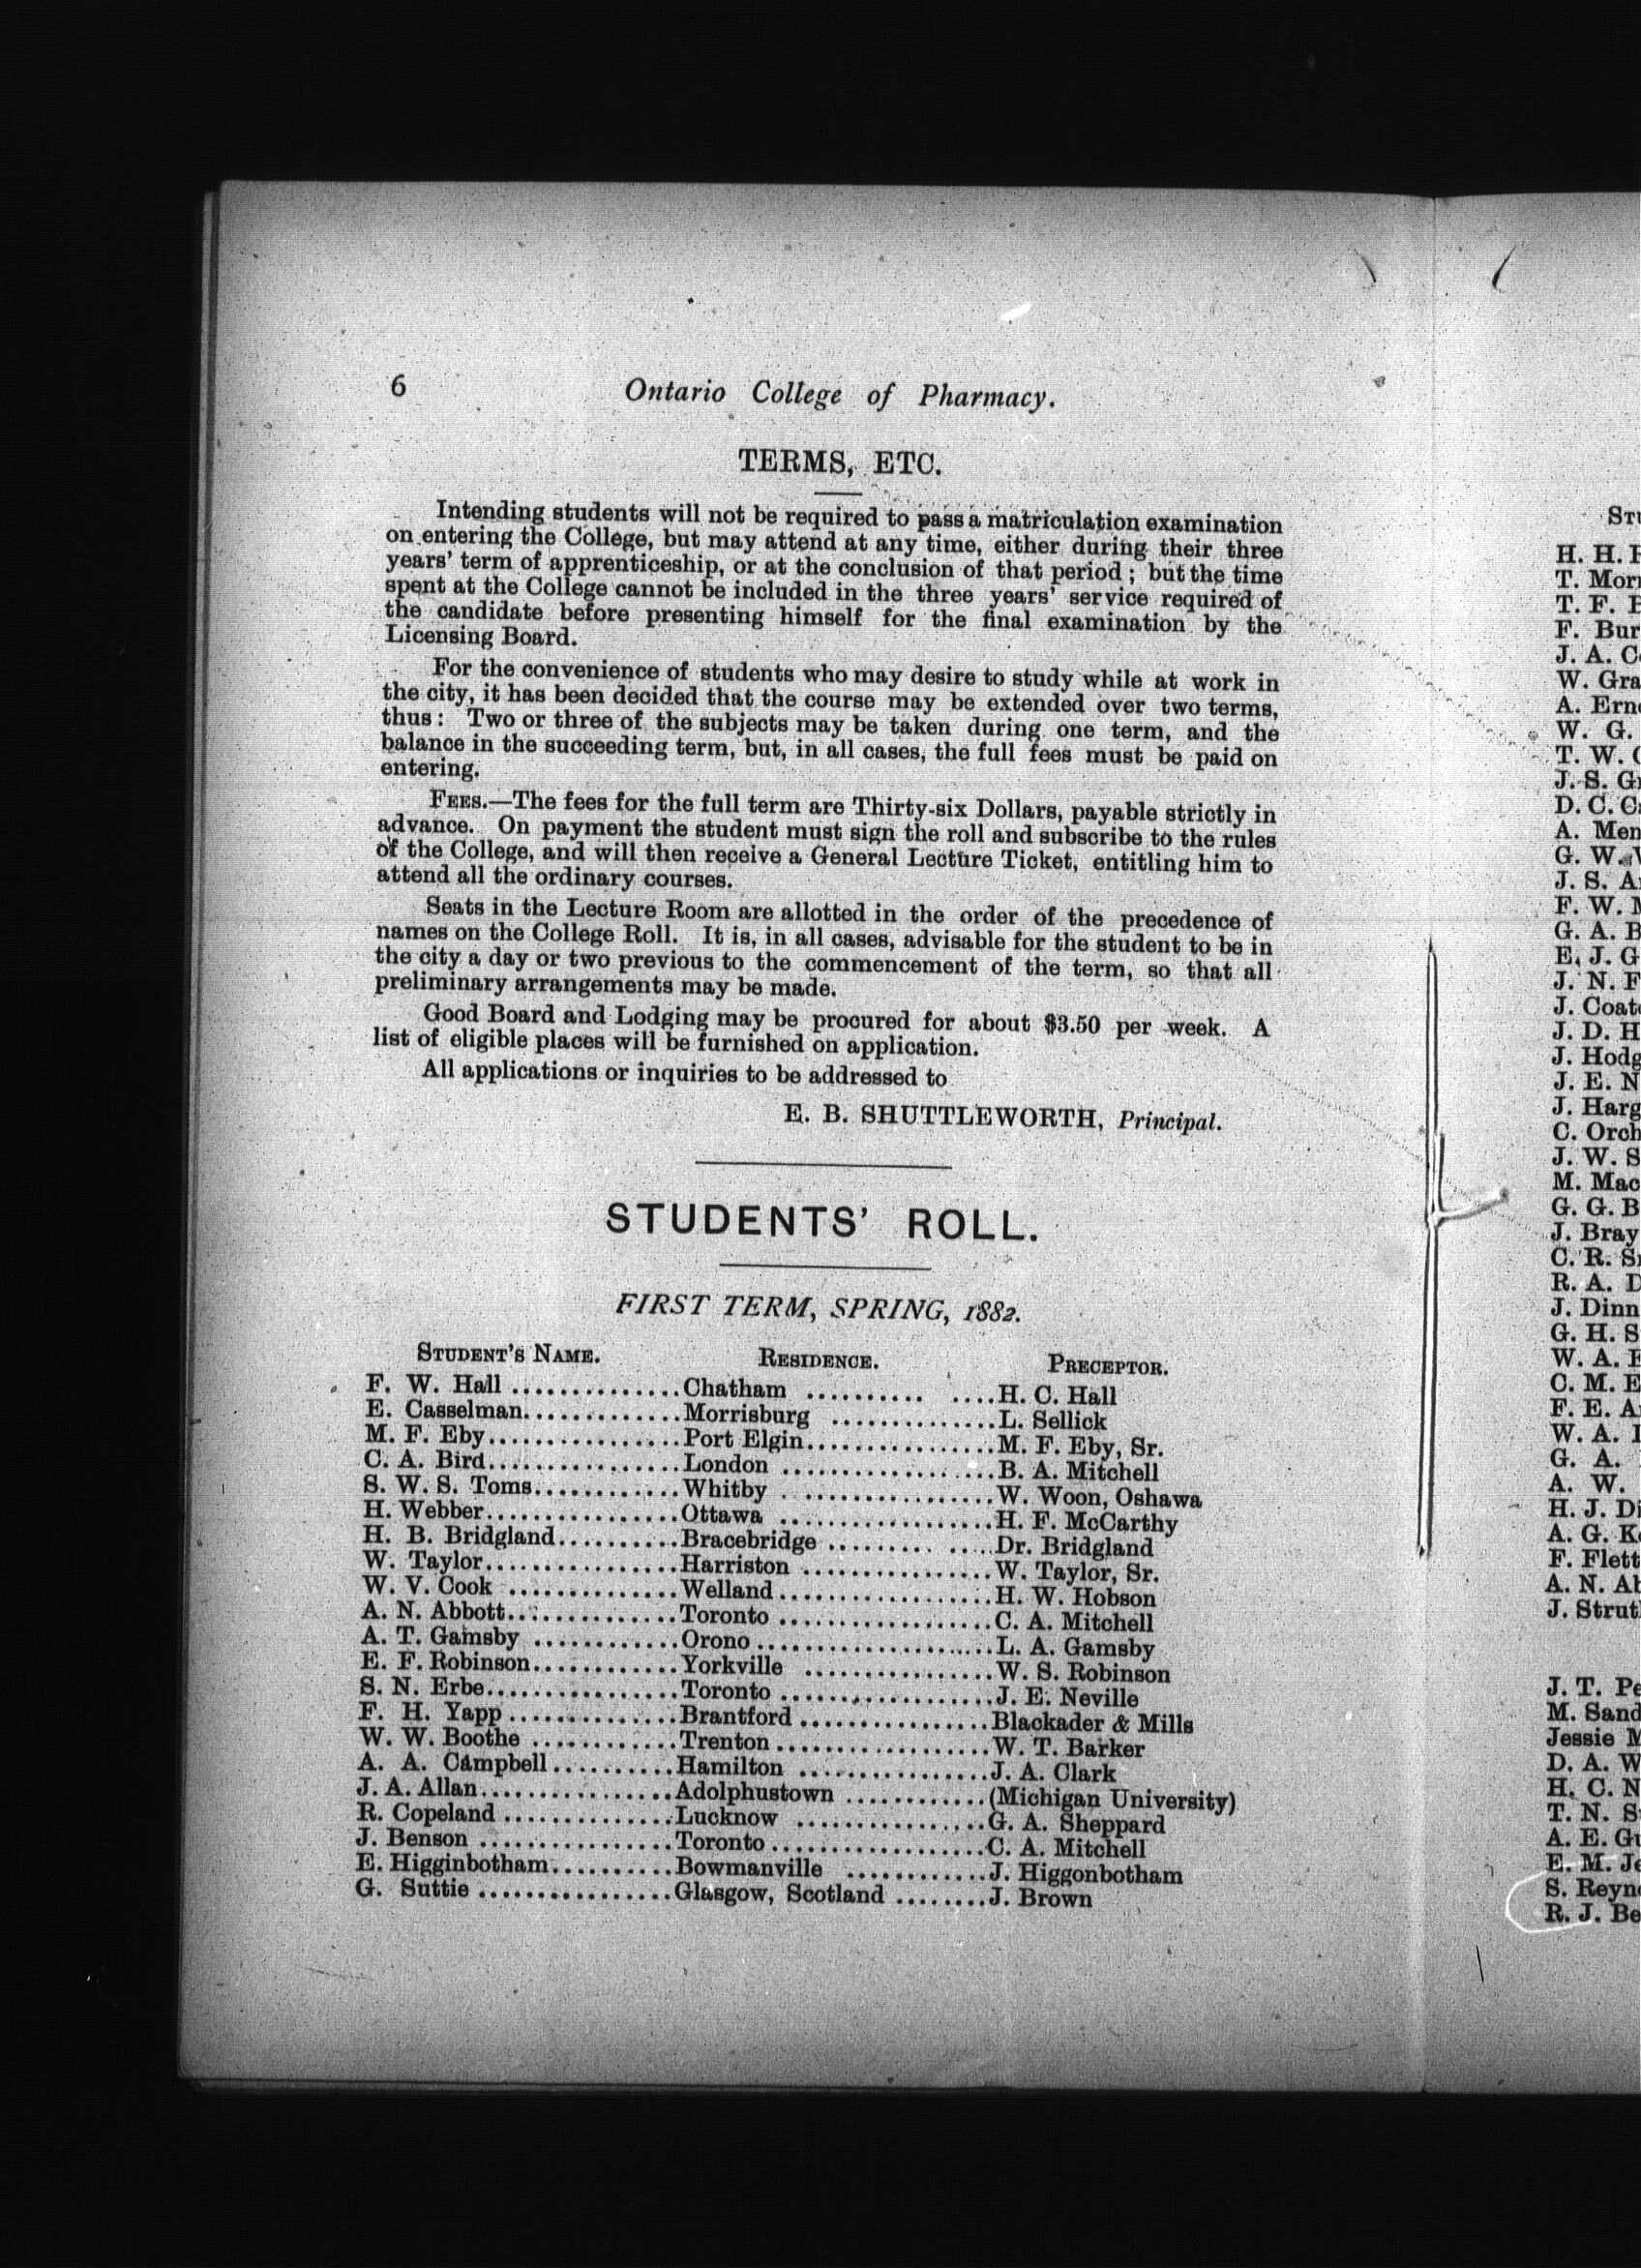 6 Ontario College of Pharmacy.
TERMS, ETC.
Intending students will not be required to pass a matriculation examination
on entering the College, but may attend at any time, either during their three
years' term of apprenticeship, or at the conclusion of that period; but the time
spent at the College cannot be included in the three years' service required of
the candidate before presenting himself for the final examination by the
Licensing Board.
For the convenience of students who may desire to study while at work in
the city, it has been decided that the course may be extended over two terms,
thus: Two or three of the subjects may be taken during one term, and the
balance in the succeeding term, but, in all cases, the full fees must be paid on
entering.
FEES.—The fees for the full term are Thirty-six Dollars, payable strictly in
advance. On payment the student must sign the roll and subscribe to the rules
of the College, and will then receive a General Lecture Ticket, entitling him to
attend all the ordinary courses.
Seats in the Lecture Room are allotted in the order of the precedence of
names on the College Roll. It is, in all cases, advisable for the student to be in
the city a day or two previous to the commencement of the term, so that all
preliminary arrangements may be made.
Good Board and Lodging may be procured for about $3.50 per week. A
list of eligible places will be furnished on application.
All applications or inquiries to be addressed to
E. B. SHUTTLEWORTH, Principal.
STUDENTS' ROLL.
FIRST TERM, SPRING, 1882.
STUDENT'S NAME. RESIDENCE. PRECEPTOR.
F. W. Hall..............Chatham .......... ....H. C. Hall
E. Casselman.............Morrisburg ..............L. Sellick
M. F. Eby................Port Elgin................M. F. Eby, Sr.
C. A. Bird................London ..................B. A. Mitchell
S. W. S. Toms............Whitby . ................W. Woon, Oshawa
H. Webber................Ottawa ..................H. F. McCarthy
H. B. Bridgland..........Bracebridge ......... .....Dr. Bridgland
W. Taylor................Harriston ................W. Taylor, Sr.
W. V. Cook ..............Welland..................H. W. Hobson
A. N. Abbott..............Toronto ..................C. A. Mitchell
A. T. Gamsby ............Orono....................L. A. Gamsby
E. F. Robinson............Yorkville ................W. S. Robinson
S. N. Erbe................Toronto ..................J. E. Neville
F. H. Yapp ..............Brantford ................Blackader & Mills
W. W. Boothe ............Trenton..................W. T. Barker
A. A. Campbell..........Hamilton ................J. A. Clark
J. A. Allan................Adolphustown ............(Michigan University)
R. Copeland ..............Lucknow ................G. A. Sheppard
J. Benson ................Toronto..................C. A. Mitchell
E. Higginbotham..........Bowmanville ............J. Higgonbotham
G. Suttie ................Glasgow, Scotland ........J. Brown
H. H.
T.
T. F.
F.
J. A.
W.
A.
W. G.
T. W.
J. S.
D. C.
A.
G. W.
J. S.
F. W.
G. A.
E. J.
J. N.
J.
J. D.
J.
J. E.
J.
C.
J. W.
M.
G. G.
J. Bray
C. R.
R. A.
J.
G. H.
W. A.
C. M.
F. E.
W. A.
G. A.
A. W.
H. J.
A. G.
F.
A. N.
J.
J. T.
M.
Jessie
D. A.
H. C.
T. N.
A. E.
E. M.
S.
R. J.